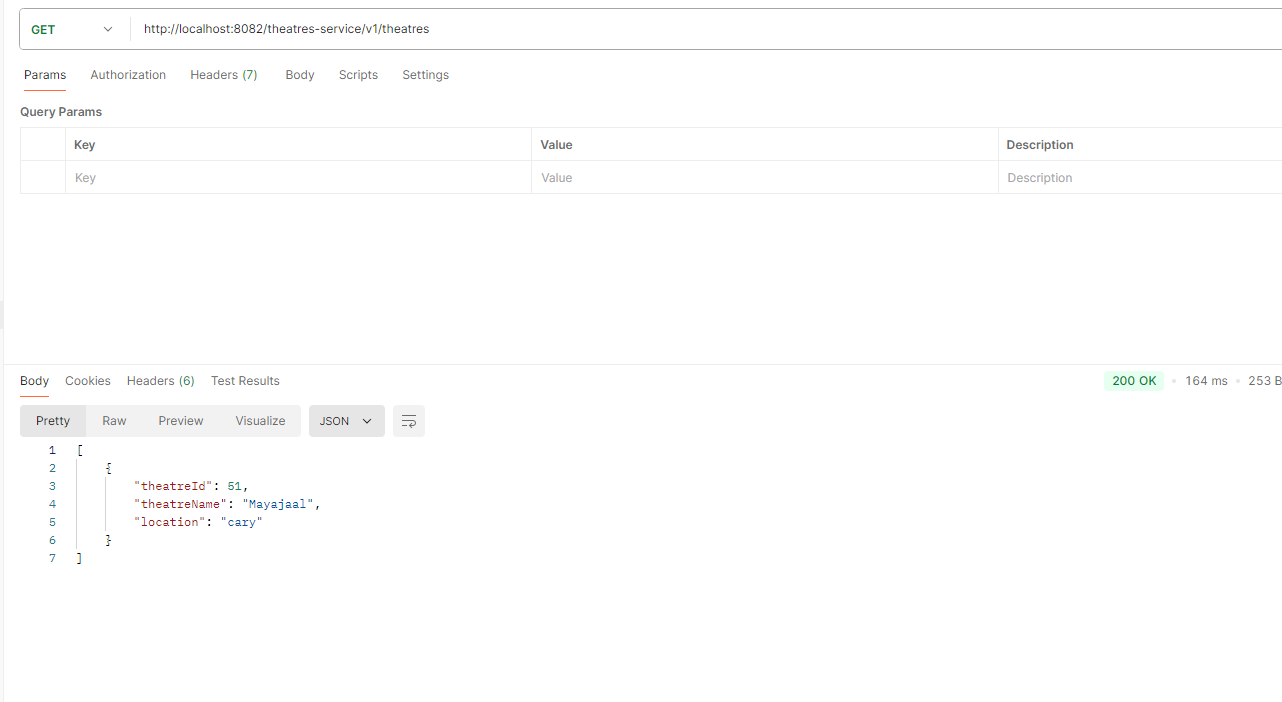 GET http://localhost:8082/theatres-service/v1/theatres
Params Authorization Headers (7) Body Scripts Settings
Query Params
Key Value Description
Key Value Description
Body Cookies Headers (6) Test Results 200 OK 164 ms 253 B
Pretty Raw Preview Visualize JSON
1 [
2 {
3 "theatreId": 51,
4 "theatreName": "Mayajaal",
5 "location": "cary"
6 }
7 ]